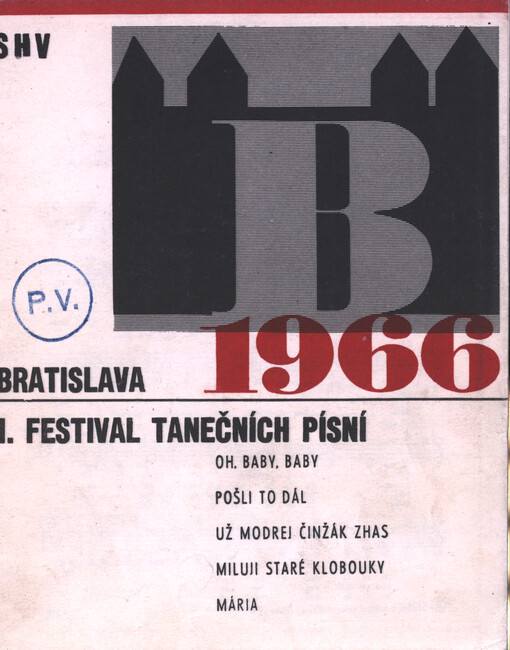 SHV
B
1966
P.V.
BRATISLAVA
I. FESTIVAL TANEČNÍCH PÍSNÍ
OH, BABY, BABY
POŠLI TO DÁL
UŽ MODREJ ČINŽÁK ZHAS
MILUJI STARÉ KLOBOUKY
MÁRIA